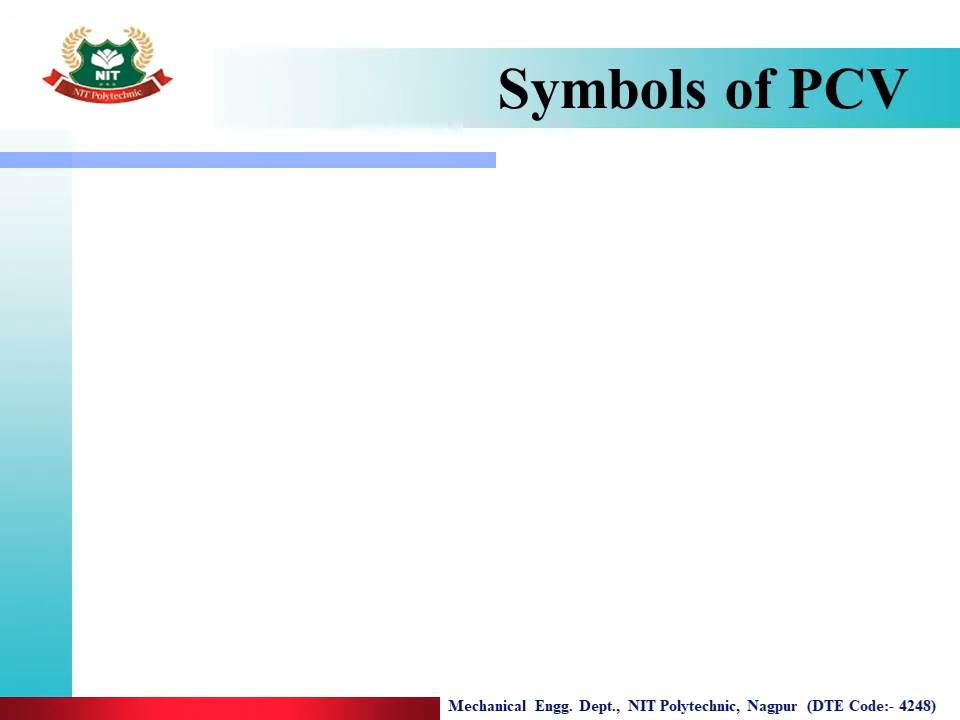 NIT
NIT Polytechnic
Symbols of PCV
Mechanical Engg. Dept., NIT Polytechnic, Nagpur (DTE Code:- 4248)